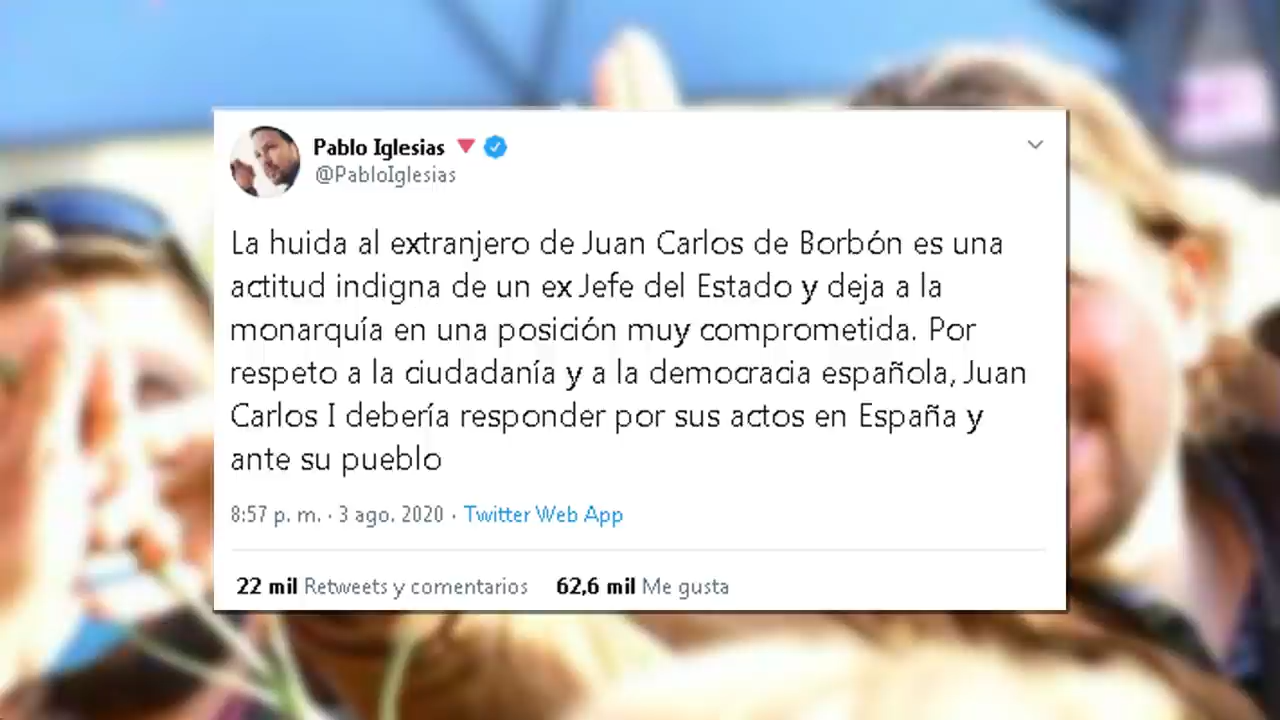 Pablo Iglesias
@PabloIglesias
La huida al extranjero de Juan Carlos de Borbón es una
actitud indigna de un ex Jefe del Estado y deja a la
monarquía en una posición muy comprometida. Por
respeto a la ciudadanía y a la democracia española, Juan
Carlos I debería responder por sus actos en España y
ante su pueblo
8:57 p. m. · 3 ago. 2020 · Twitter Web App
22 mil Retweets y comentarios 62,6 mil Me gusta